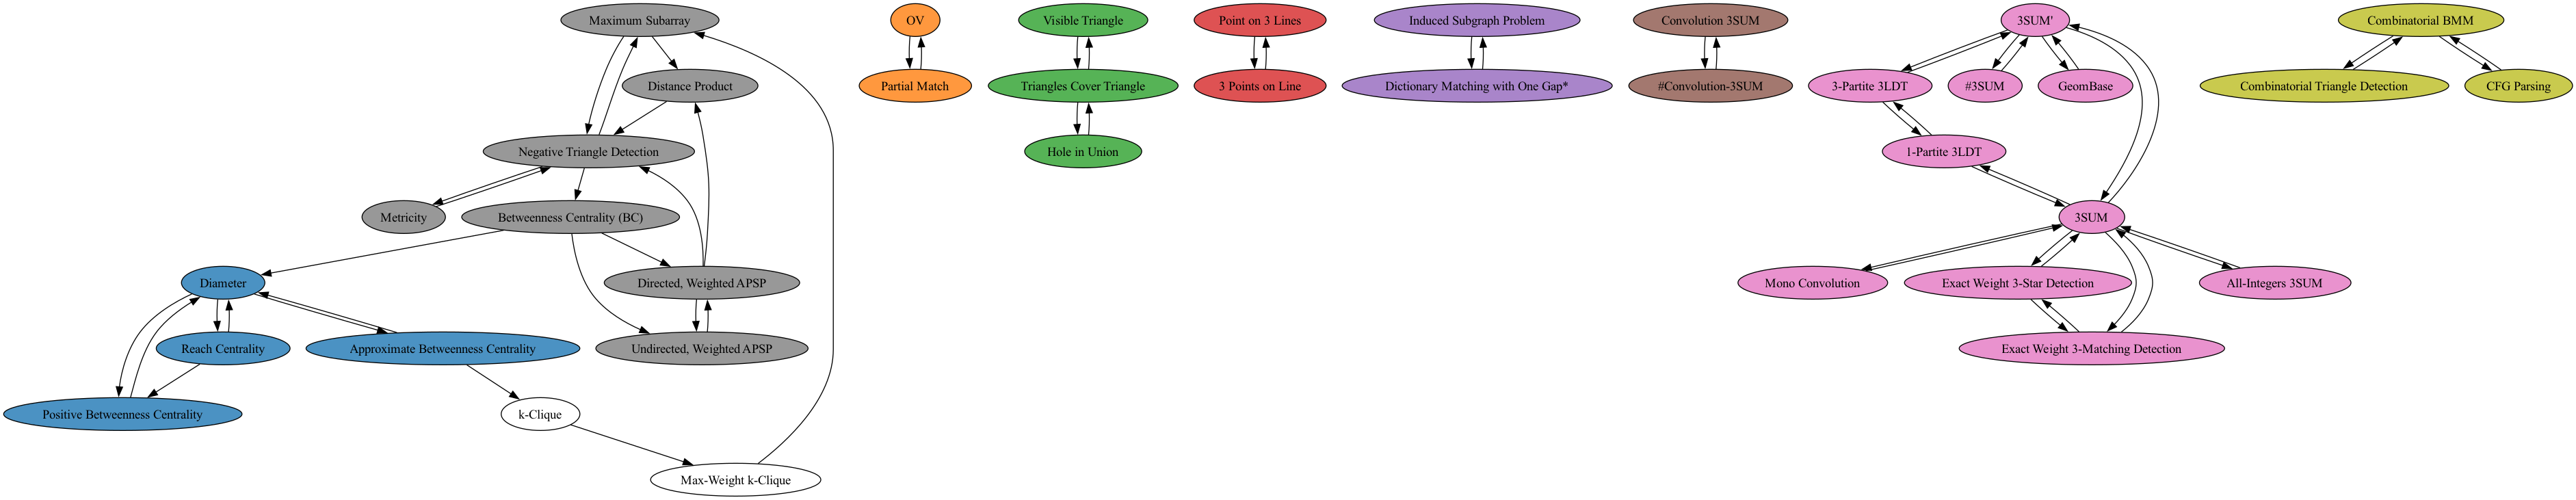 Maximum Subarray
OV
Visible Triangle
Point on 3 Lines
Induced Subgraph Problem
Convolution 3SUM
3SUM'
Combinatorial BMM
Distance Product
Partial Match
Triangles Cover Triangle
3 Points on Line
Dictionary Matching with One Gap*
#Convolution-3SUM
3-Partite 3LDT
#3SUM
GeomBase
Combinatorial Triangle Detection
CFG Parsing
Negative Triangle Detection
Hole in Union
1-Partite 3LDT
Metricity
Betweenness Centrality (BC)
3SUM
Diameter
Directed, Weighted APSP
Mono Convolution
Exact Weight 3-Star Detection
All-Integers 3SUM
Reach Centrality
Approximate Betweenness Centrality
Undirected, Weighted APSP
Exact Weight 3-Matching Detection
Positive Betweenness Centrality
k-Clique
Max-Weight k-Clique